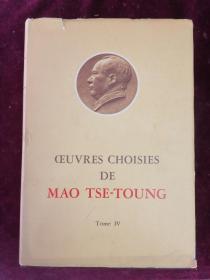 ŒUVRES CHOISIES
DE
MAO TSE-TOUNG
Tome IV